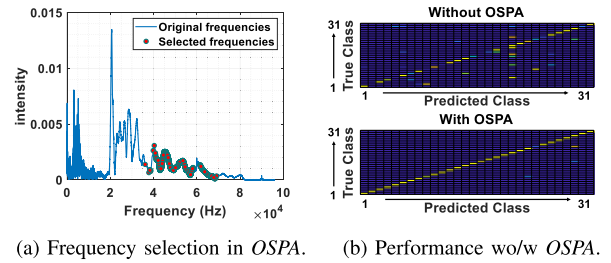 0.015
0.01
0.005
0
intensity
Original frequencies
Selected frequencies
0 2 4 6 8 10
×10⁴
Frequency (Hz)
(a) Frequency selection in OSPA.
Without OSPA
31
True Class
1
1 Predicted Class 31
With OSPA
31
True Class
1
1 Predicted Class 31
(b) Performance wo/w OSPA.